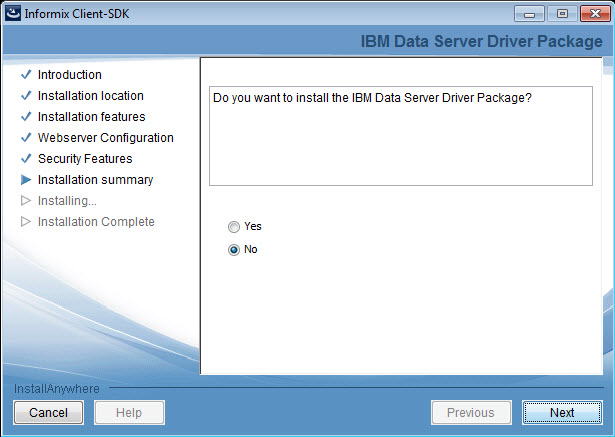 Informix Client-SDK
IBM Data Server Driver Package
Introduction
Installation location
Installation features
Webserver Configuration
Security Features
Installation summary
Installing...
Installation Complete
Do you want to install the IBM Data Server Driver Package?
Yes
No
InstallAnywhere
Cancel
Help
Previous
Next